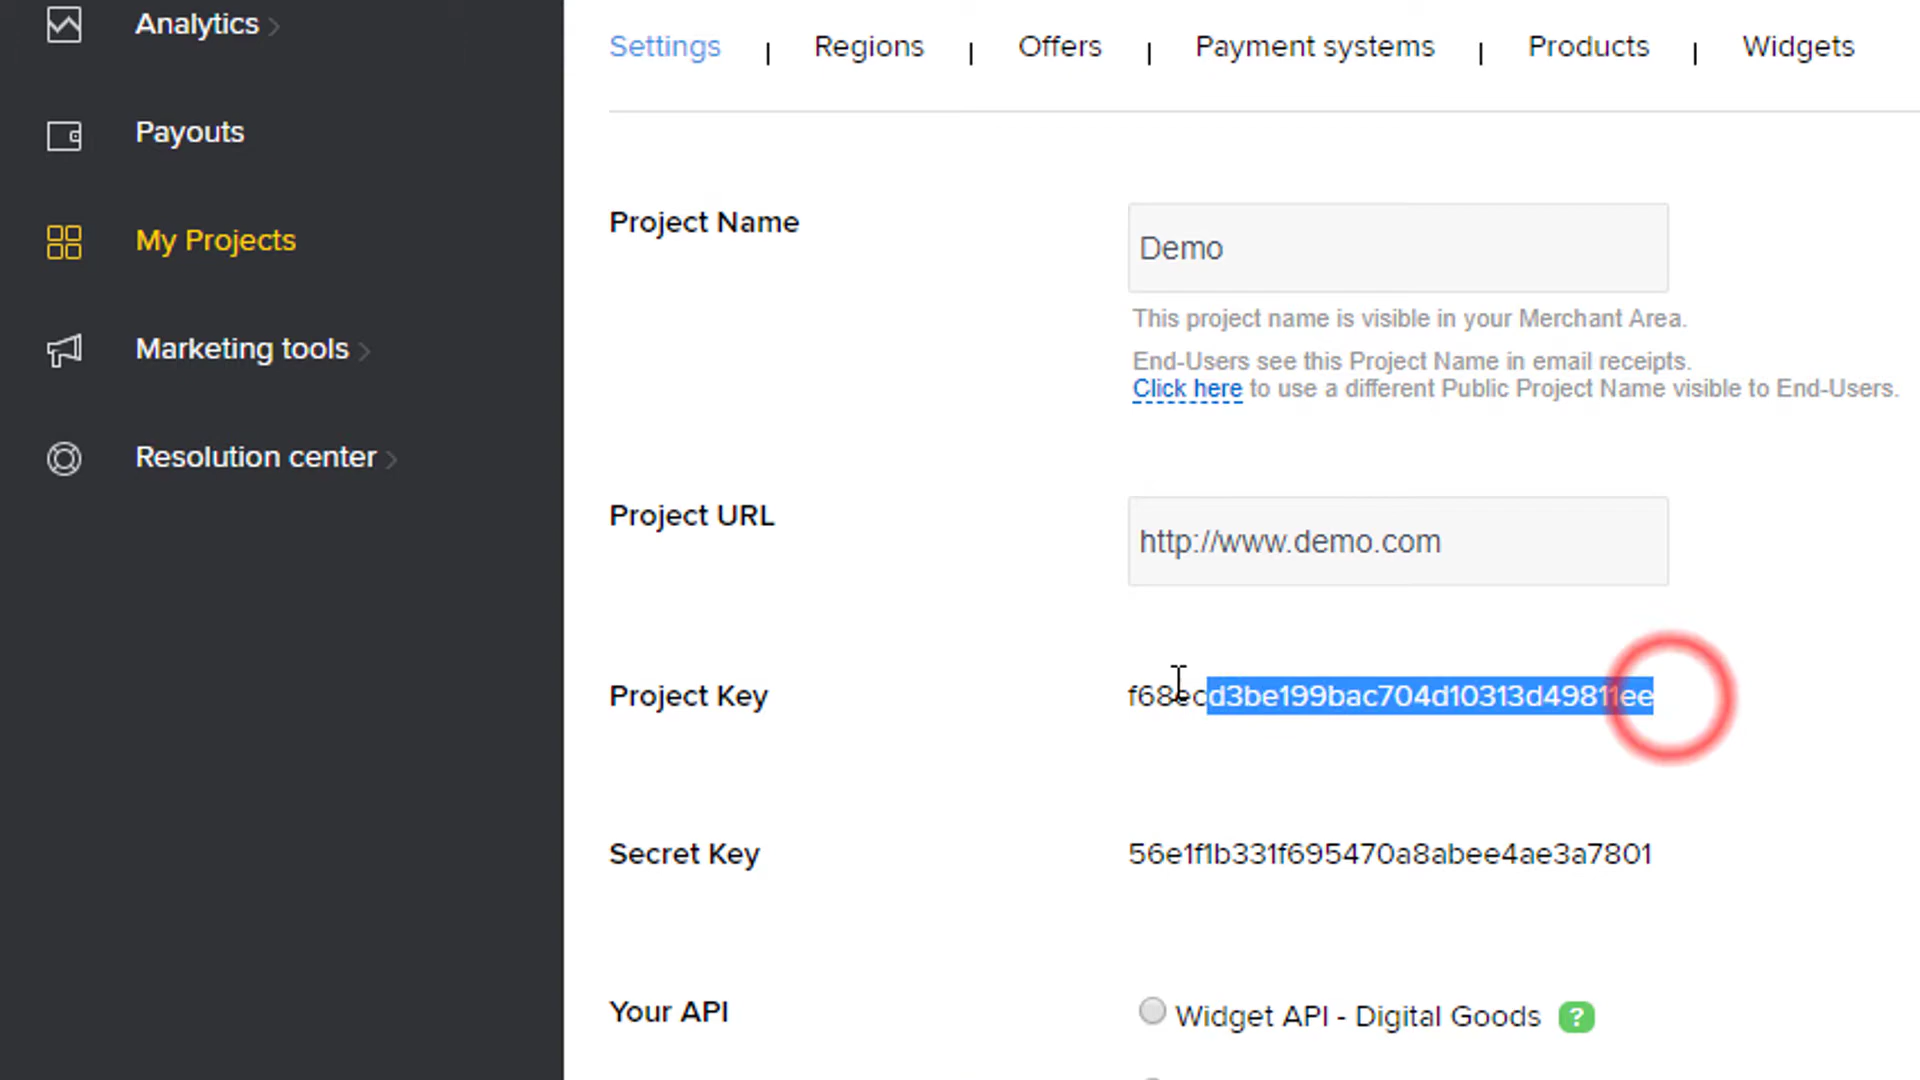 Analytics
Payouts
My Projects
Marketing tools
Resolution center
Settings | Regions | Offers | Payment systems | Products | Widgets
Project Name
Demo
This project name is visible in your Merchant Area.
End-Users see this Project Name in email receipts.
Click here to use a different Public Project Name visible to End-Users.
Project URL
http://www.demo.com
Project Key
f68ecd3be199bac704d10313d49811ee
Secret Key
56e1f1b331f695470a8abee4ae3a7801
Your API
Widget API - Digital Goods ?